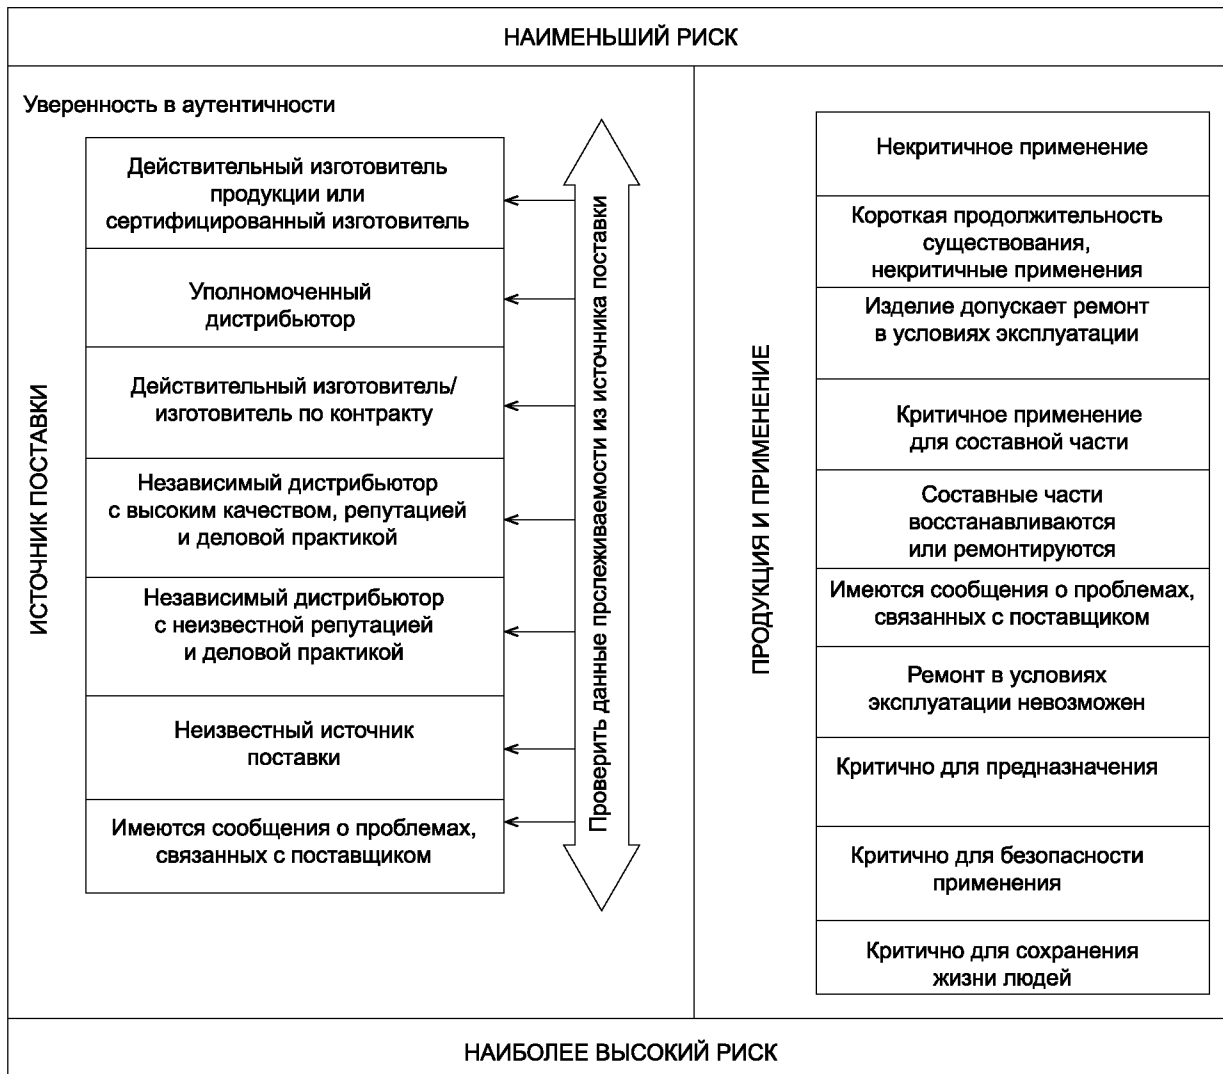 НАИМЕНЬШИЙ РИСК
Уверенность в аутентичности
ИСТОЧНИК ПОСТАВКИ
Действительный изготовитель
продукции или
сертифицированный изготовитель
Уполномоченный
дистрибьютор
Действительный изготовитель/
изготовитель по контракту
Независимый дистрибьютор
с высоким качеством, репутацией
и деловой практикой
Независимый дистрибьютор
с неизвестной репутацией
и деловой практикой
Неизвестный источник
поставки
Имеются сообщения о проблемах,
связанных с поставщиком
Проверить данные прслеживаемости из источника поставки
ПРОДУКЦИЯ И ПРИМЕНЕНИЕ
Некритичное применение
Короткая продолжительность
существования,
некритичные применения
Изделие допускает ремонт
в условиях эксплуатации
Критичное применение
для составной части
Составные части
восстанавливаются
или ремонтируются
Имеются сообщения о проблемах,
связанных с поставщиком
Ремонт в условиях
эксплуатации невозможен
Критично для предназначения
Критично для безопасности
применения
Критично для сохранения
жизни людей
НАИБОЛЕЕ ВЫСОКИЙ РИСК